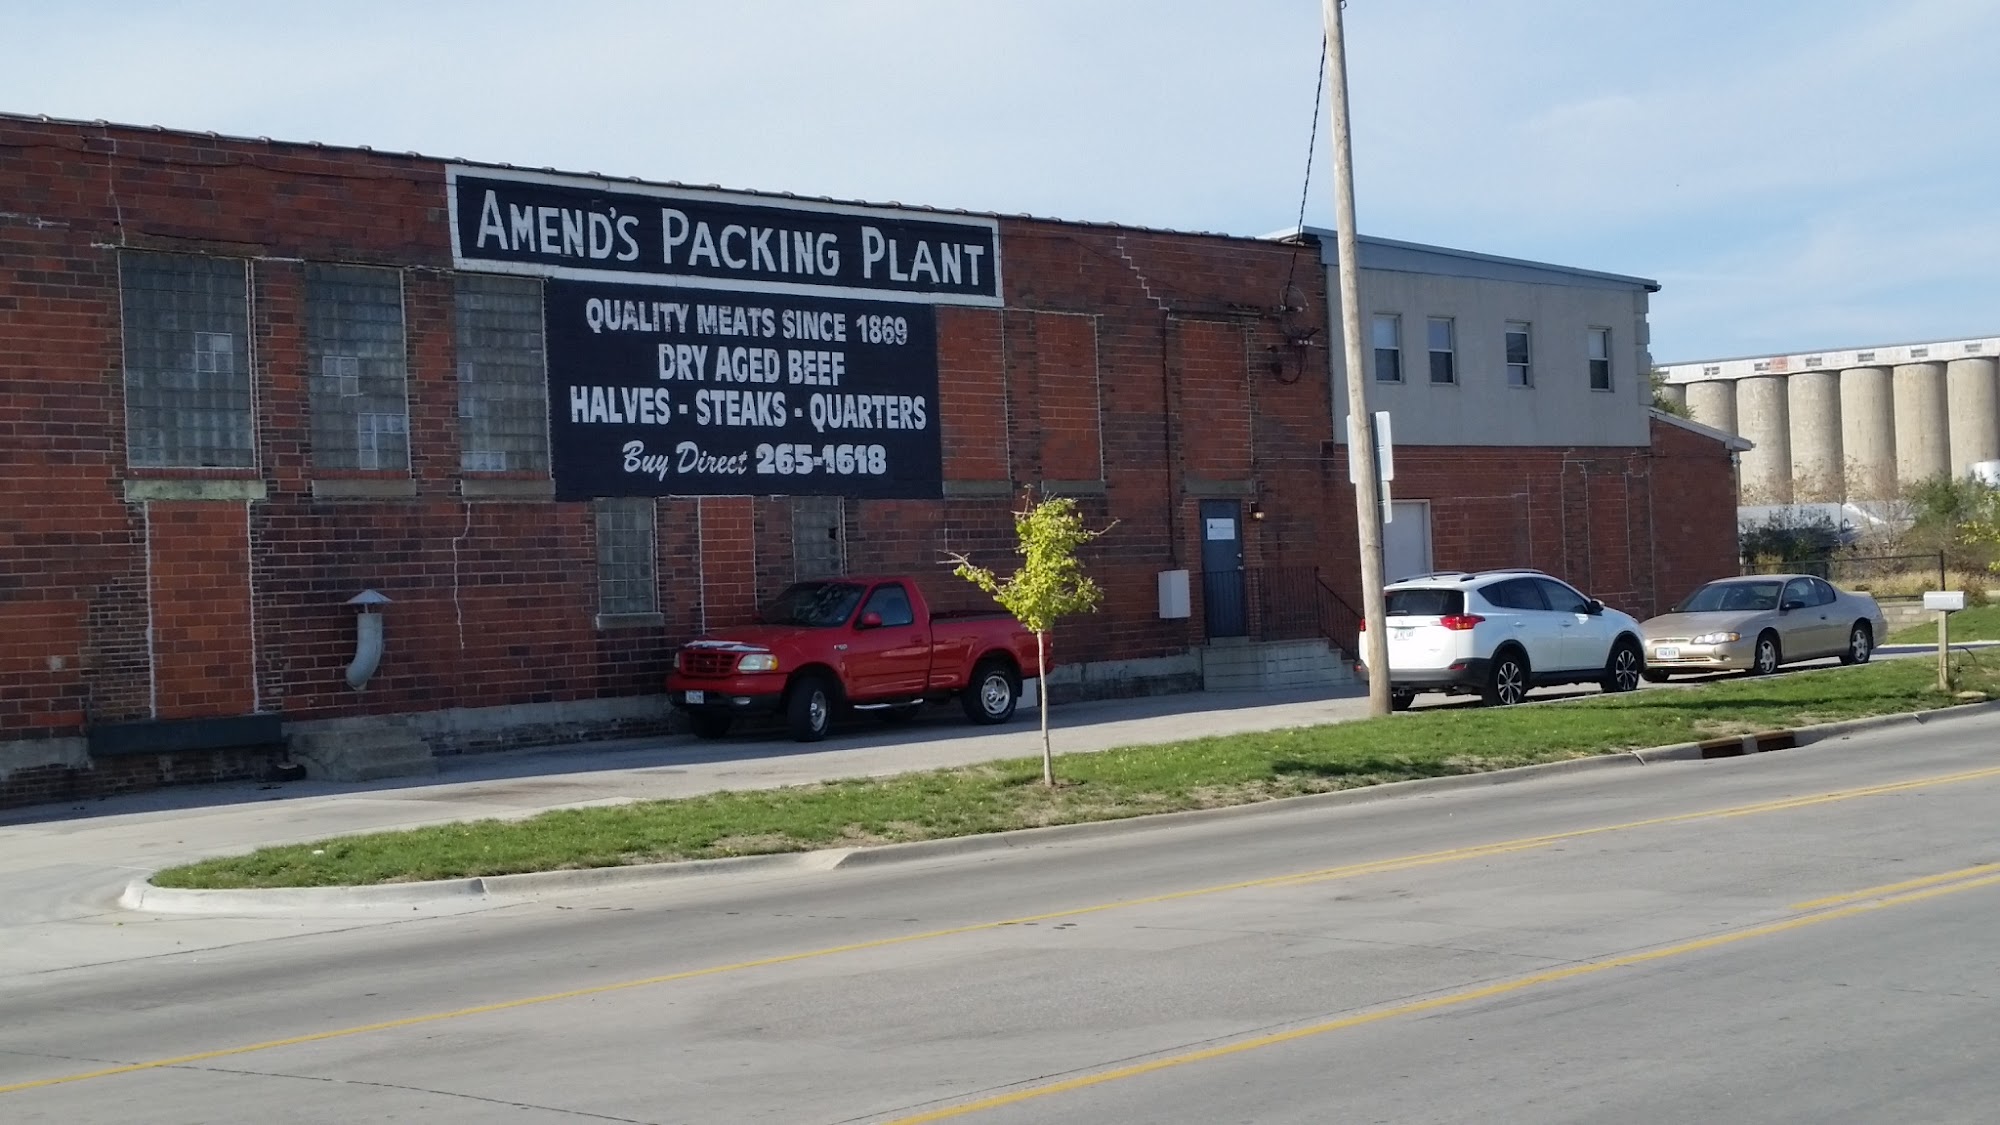 AMEND'S PACKING PLANT
QUALITY MEATS SINCE 1869
DRY AGED BEEF
HALVES - STEAKS - QUARTERS
Buy Direct 265-1618